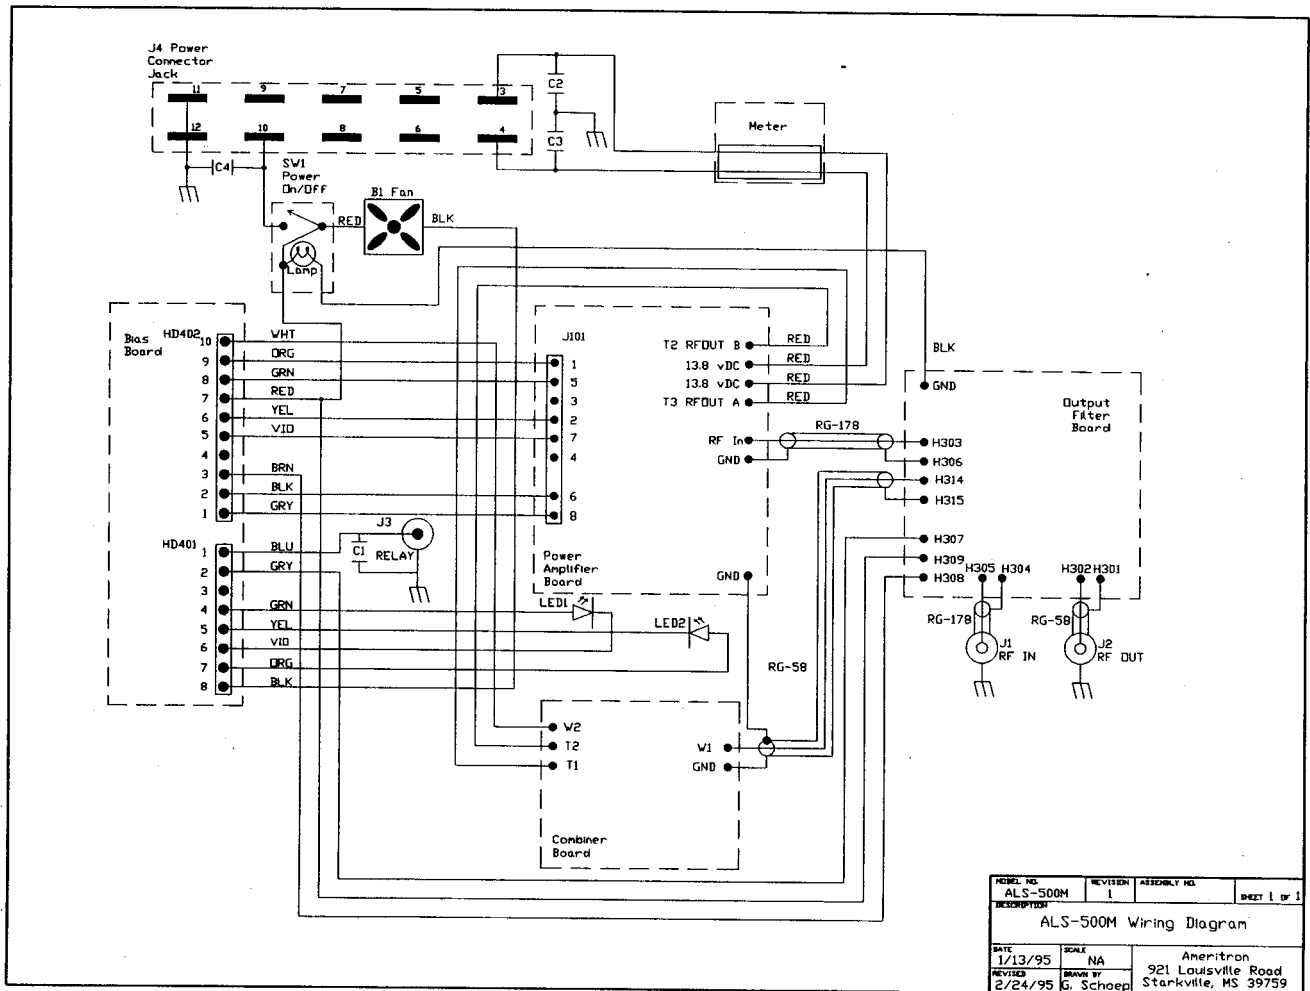 J4 Power
Connector
Jack
11 9 7 5 3
12 10 8 6 4
C2
C3
C4
Meter
SW1
Power
On/Off
Lamp
RED
B1 Fan
BLK
Bias
Board
HD402
10 WHT
9 ORG
8 GRN
7 RED
6 YEL
5 VIO
4
3 BRN
2 BLK
1 GRY
HD401
1 BLU
2 GRY
3
4 GRN
5 YEL
6 VIO
7 ORG
8 BLK
J3
C1
RELAY
LED1
LED2
J101
1
5
3
2
7
4
6
8
T2 RFOUT B RED
13.8 vDC RED
13.8 vDC RED
T3 RFOUT A RED
RF In
GND
GND
Power
Amplifier
Board
RG-178
RG-58
BLK
GND
Output
Filter
Board
H303
H306
H314
H315
H307
H309
H308
H305 H304
H302 H301
RG-178
RG-58
J1
RF IN
J2
RF OUT
W2
T2
T1
W1
GND
Combiner
Board
MODEL NO.
ALS-500M
REVISION
1
ASSEMBLY NO.
SHEET 1 OF 1
DESCRIPTION
ALS-500M Wiring Diagram
DATE
1/13/95
SCALE
NA
REVISED
2/24/95
DRAWN BY
G. Schoep
Ameritron
921 Louisville Road
Starkville, MS 39759